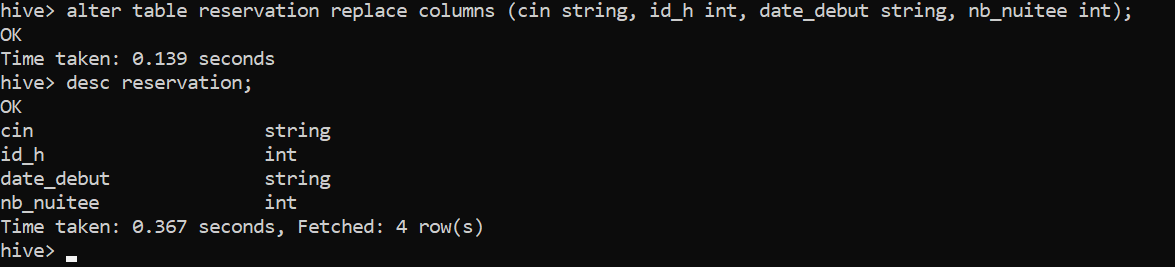 hive> alter table reservation replace columns (cin string, id_h int, date_debut string, nb_nuitee int);
OK
Time taken: 0.139 seconds
hive> desc reservation;
OK
cin                     string
id_h                    int
date_debut              string
nb_nuitee               int
Time taken: 0.367 seconds, Fetched: 4 row(s)
hive>